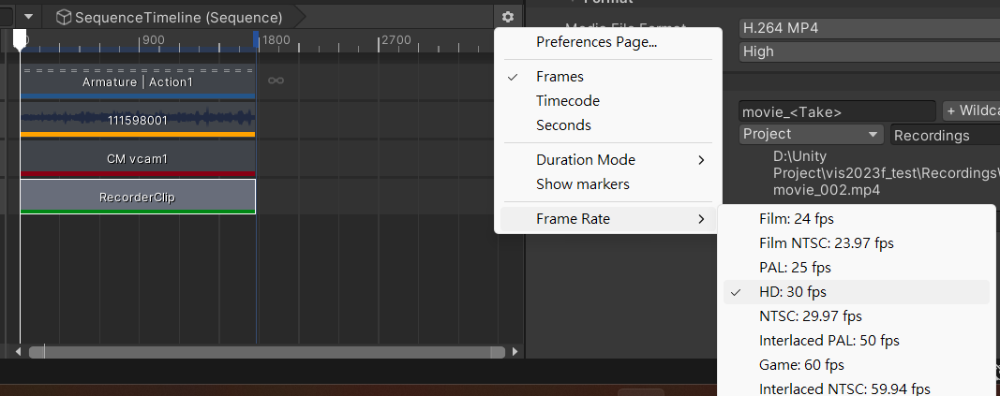 SequenceTimeline (Sequence)
0
900
1800
2700
Armature | Action1
111598001
CM vcam1
RecorderClip
Preferences Page...
Frames
Timecode
Seconds
Duration Mode
Show markers
Frame Rate
Film: 24 fps
Film NTSC: 23.97 fps
PAL: 25 fps
HD: 30 fps
NTSC: 29.97 fps
Interlaced PAL: 50 fps
Game: 60 fps
Interlaced NTSC: 59.94 fps
Format
Media File Format
H.264 MP4
High
movie_<Take>
+ Wildca
Project
Recordings
D:\Unity
Project\vis2023f_test\Recordings\
movie_002.mp4